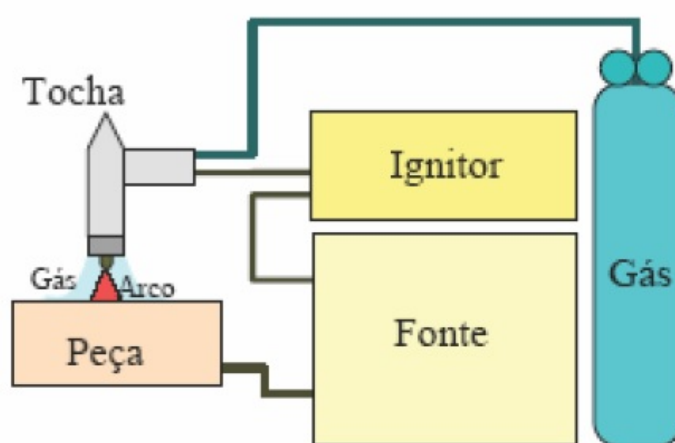 Tocha
Ignitor
Gás
Arco
Gás
Peça
Fonte